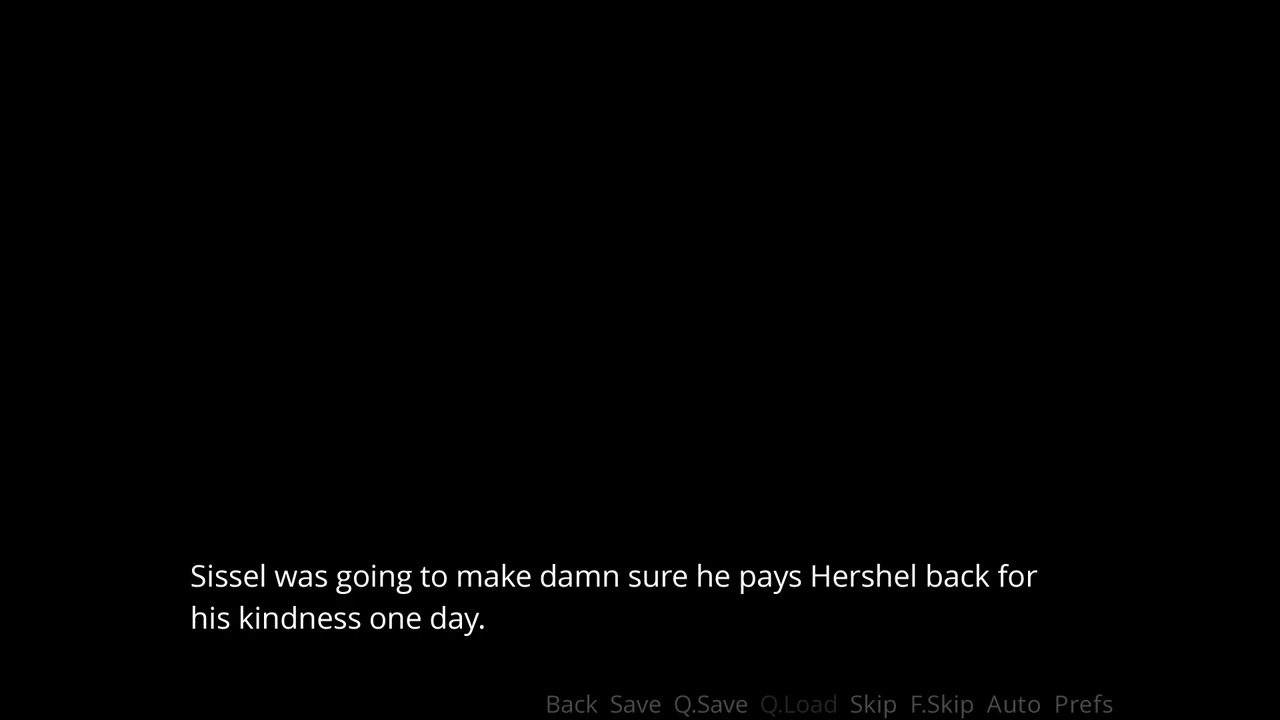 Sissel was going to make damn sure he pays Hershel back for
his kindness one day.
Back Save Q.Save Q.Load Skip F.Skip Auto Prefs